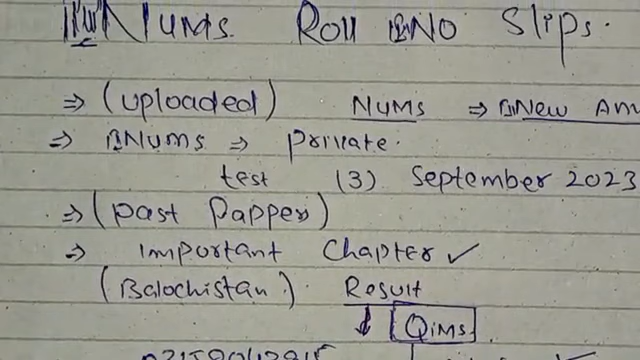 Nums Roll No Slips.
⇒ (uploaded) NUMS ⇒ New
⇒ Nums ⇒ Private.
test (3) September 2023
⇒ (past papper)
⇒ important Chapter ✓
(Balochistan) Result
↓ QIMS